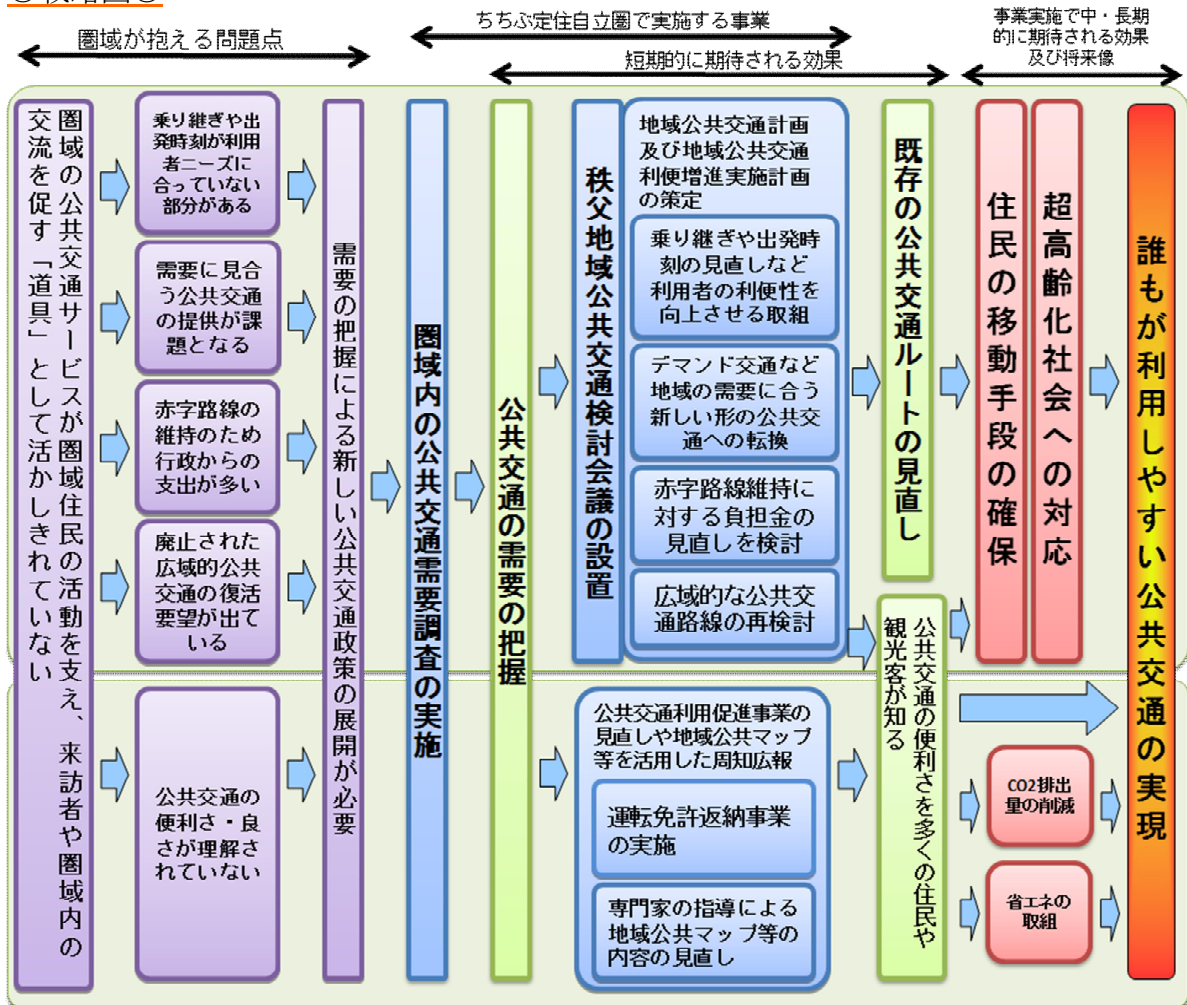 圏域が抱える問題点
ちちぶ定住自立圏で実施する事業
短期的に期待される効果
事業実施で中・長期
的に期待される効果
及び将来像
圏域の公共交通サービスが圏域住民の活動を支え、来訪者や圏域内の
交流を促す「道具」として活かしきれていない
乗り継ぎや出
発時刻が利用
者ニーズに
合っていない
部分がある
需要に見合
う公共交通
の提供が課
題となる
赤字路線の
維持のため
行政からの
支出が多い
廃止された
広域的公共
交通の復活
要望が出て
いる
公共交通の
便利さ・良
さが理解さ
れていない
需要の把握による新しい公共交通政策の展開が必要
圏域内の公共交通需要調査の実施
公共交通の需要の把握
秩父地域公共交通検討会議の設置
地域公共交通計画
及び地域公共交通
利便増進実施計画
の策定
乗り継ぎや出発時
刻の見直しなど
利用者の利便性を
向上させる取組
デマンド交通など
地域の需要に合う
新しい形の公共交
通への転換
赤字路線維持に
対する負担金の
見直しを検討
広域的な公共交
通路線の再検討
公共交通利用促進事業の
見直しや地域公共マップ
等を活用した周知広報
運転免許返納事業
の実施
専門家の指導による
地域公共マップ等の
内容の見直し
既存の公共交通ルートの見直し
公共交通の便利さを多くの住民や
観光客が知る
住民の移動手段の確保
超高齢化社会への対応
CO2排出
量の削減
省エネの
取組
誰もが利用しやすい公共交通の実現